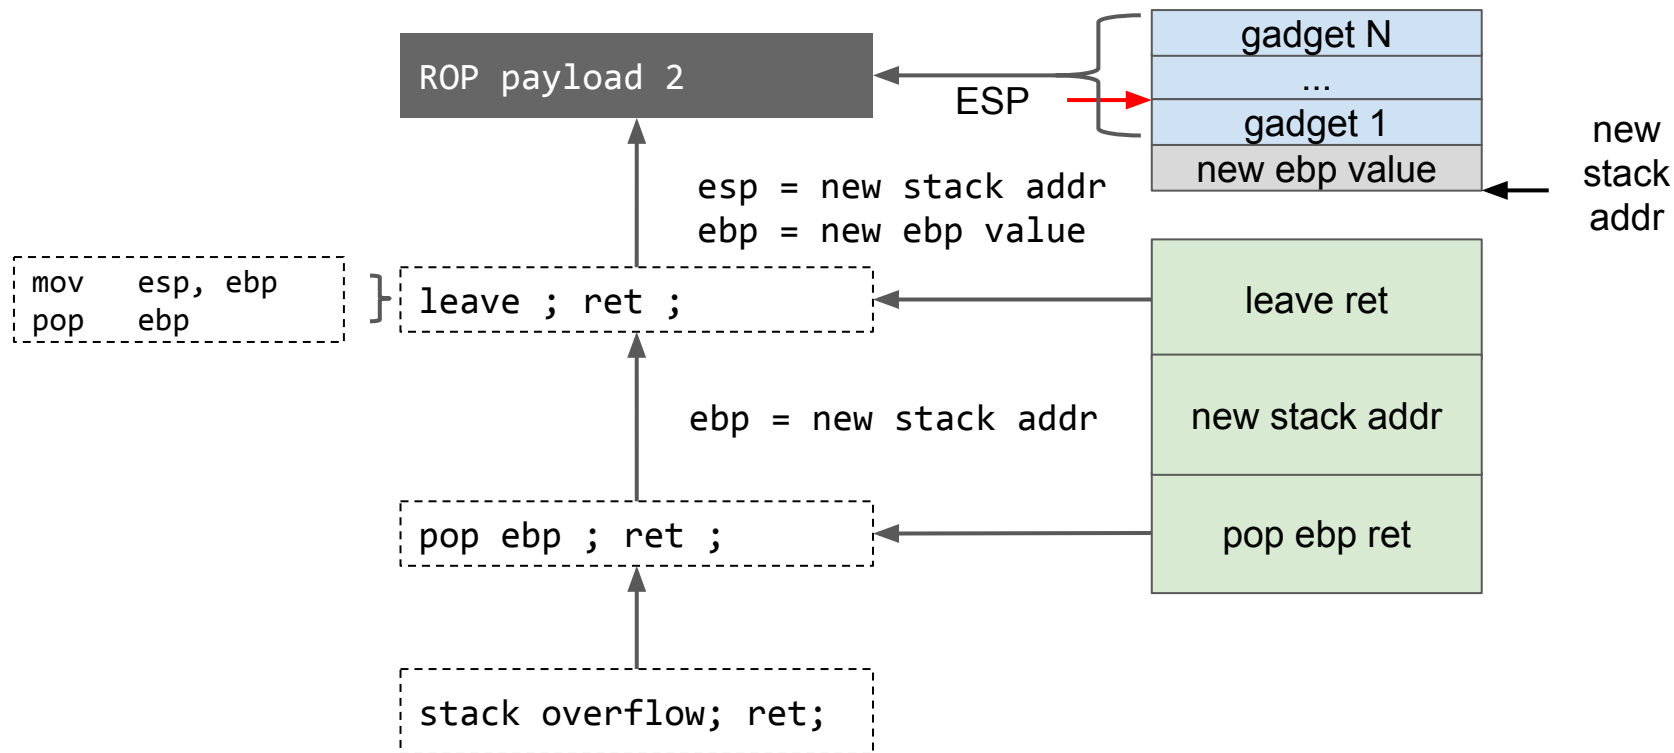 gadget N
ROP payload 2
...
ESP
gadget 1
new ebp value
new
stack
addr
esp = new stack addr
ebp = new ebp value
mov esp, ebp
pop ebp
leave ; ret ;
leave ret
ebp = new stack addr
new stack addr
pop ebp ; ret ;
pop ebp ret
stack overflow; ret;